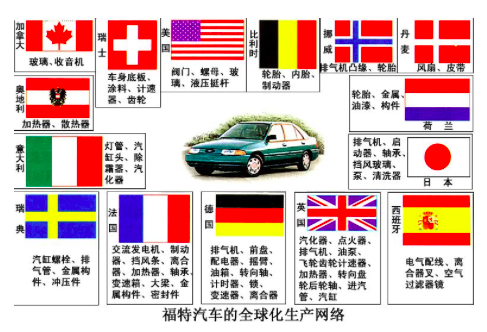 加拿大
玻璃、收音机
瑞士
车身底板、
涂料、计速
器、齿轮
美国
阀门、螺母、玻
璃、液压挺杆
比利时
轮胎、内胎、
制动器
挪威
排气机凸缘、轮胎
丹麦
风扇、皮带
奥地利
加热器、散热器
轮胎、金属、
油漆、构件
荷兰
意大利
灯管、汽
缸头、除
霜器、汽
化器
排气机、启
动器、轴承、
挡风玻璃、
泵、清洗器
日本
瑞典
汽缸螺栓、排
气管、金属构
件、冲压件
法国
交流发电机、制动
器、挡风条、离合
器、加热器、轴承、
变速箱、大梁、金
属构件、密封件
德国
排气机、前盘、
配电器、摇臂、
油箱、转向轴、
计时器、锁、
变速器、离合器
英国
汽化器、点火器、
排气机、油泵、
飞轮齿轮计速器、
加热器、转向盘
轮后轮轴、进汽
管、汽缸
西班牙
电气配线、离
合器叉、空气
过滤器镜
福特汽车的全球化生产网络